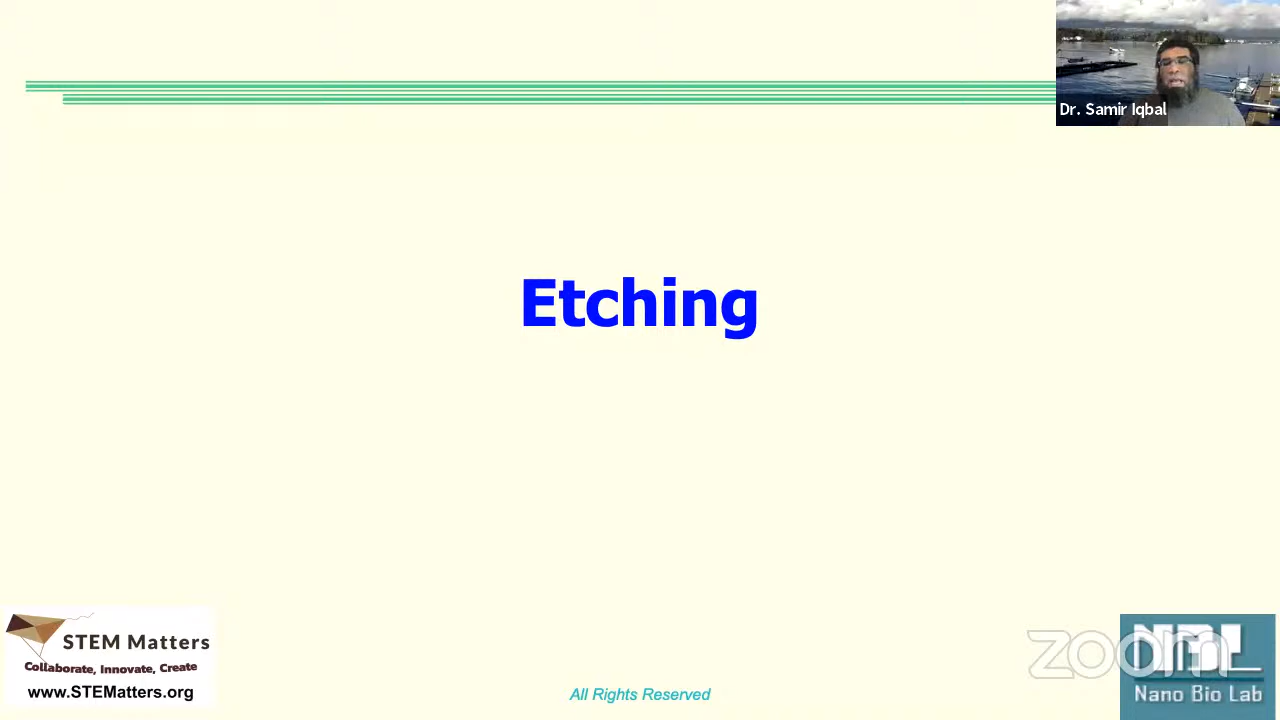 Dr. Samir Iqbal
Etching
STEM Matters
Collaborate, Innovate, Create
www.STEMatters.org
All Rights Reserved
zoom
NBL
Nano Bio Lab